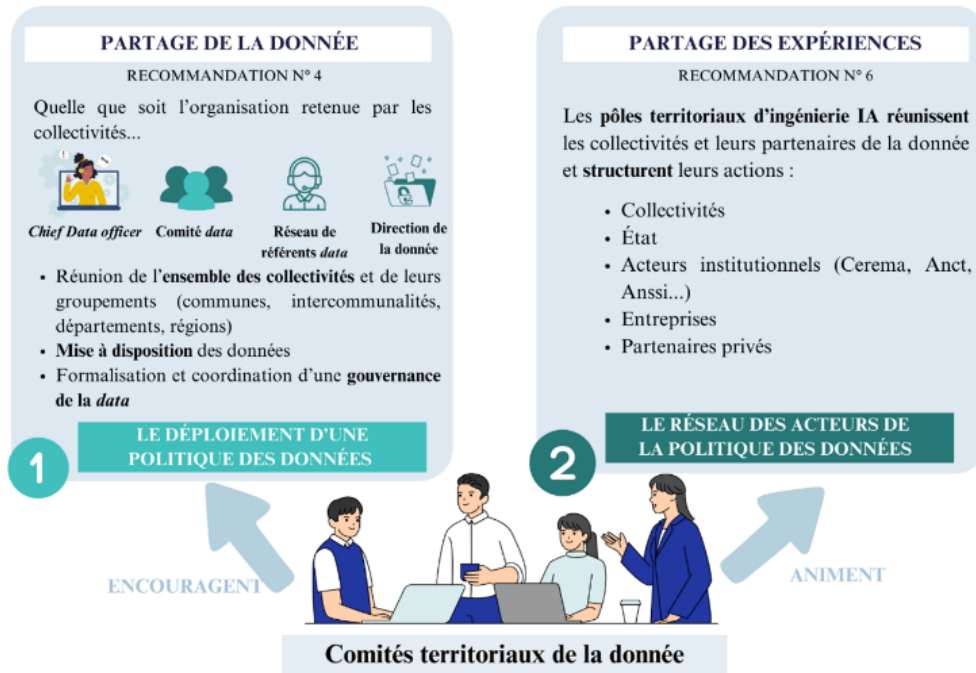 PARTAGE DE LA DONNÉE
RECOMMANDATION N° 4
Quelle que soit l'organisation retenue par les
collectivités...
Chief Data officer
Comité data
Réseau de
référents data
Direction de
la donnée
• Réunion de l'ensemble des collectivités et de leurs
groupements (communes, intercommunalités,
départements, régions)
• Mise à disposition des données
• Formalisation et coordination d'une gouvernance
de la data
1
LE DÉPLOIEMENT D'UNE
POLITIQUE DES DONNÉES
PARTAGE DES EXPÉRIENCES
RECOMMANDATION N° 6
Les pôles territoriaux d'ingénierie IA réunissent
les collectivités et leurs partenaires de la donnée
et structurent leurs actions :
• Collectivités
• État
• Acteurs institutionnels (Cerema, Anct,
Anssi...)
• Entreprises
• Partenaires privés
2
LE RÉSEAU DES ACTEURS DE
LA POLITIQUE DES DONNÉES
ENCOURAGENT
ANIMENT
Comités territoriaux de la donnée